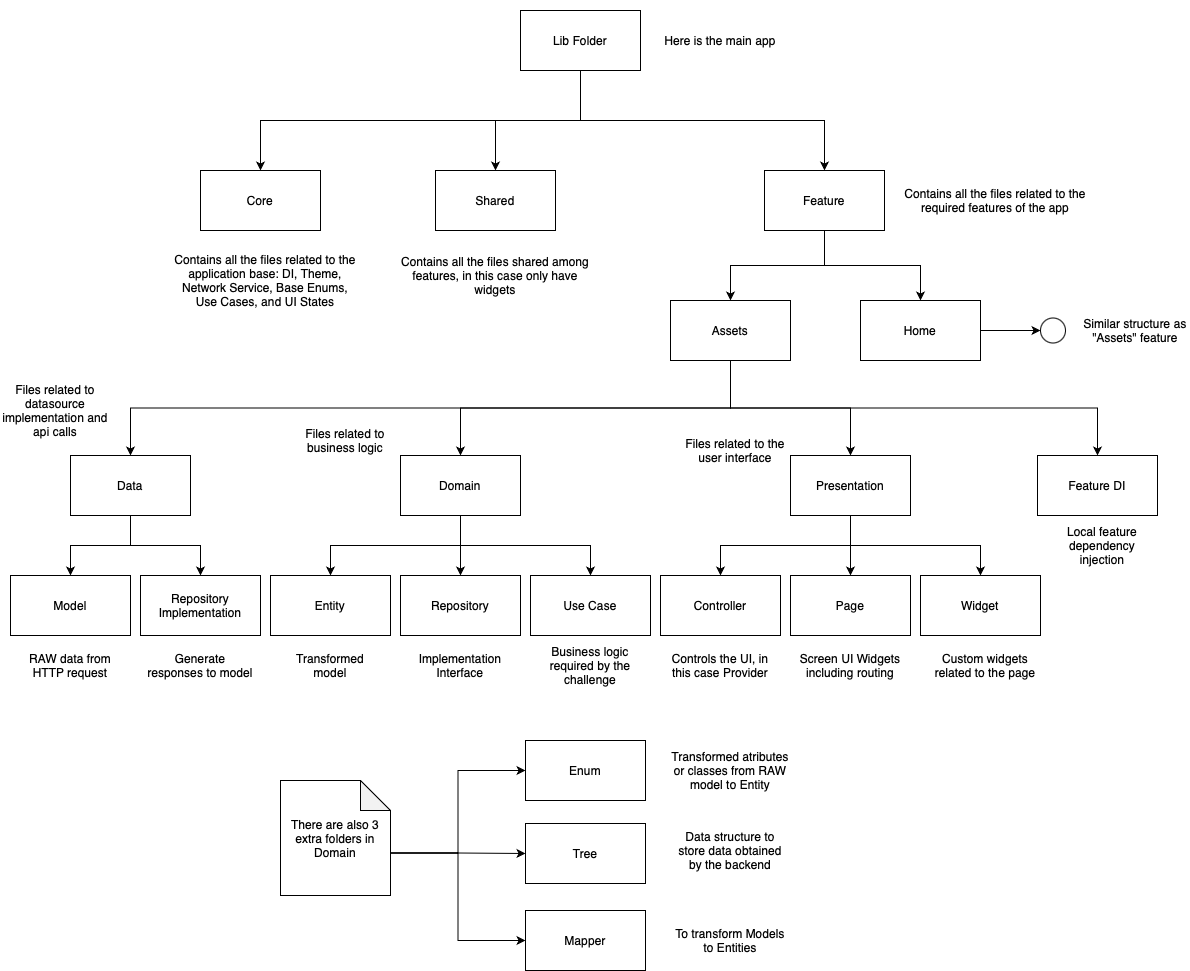 Lib Folder
Here is the main app
Core
Shared
Feature
Contains all the files related to the
required features of the app
Contains all the files related to the
application base: DI, Theme,
Network Service, Base Enums,
Use Cases, and UI States
Contains all the files shared among
features, in this case only have
widgets
Assets
Home
Similar structure as
"Assets" feature
Files related to
datasource
implementation and
api calls
Files related to
business logic
Files related to the
user interface
Data
Domain
Presentation
Feature DI
Local feature
dependency
injection
Model
Repository
Implementation
Entity
Repository
Use Case
Controller
Page
Widget
RAW data from
HTTP request
Generate
responses to model
Transformed
model
Implementation
Interface
Business logic
required by the
challenge
Controls the UI, in
this case Provider
Screen UI Widgets
including routing
Custom widgets
related to the page
There are also 3
extra folders in
Domain
Enum
Transformed atributes
or classes from RAW
model to Entity
Tree
Data structure to
store data obtained
by the backend
Mapper
To transform Models
to Entities